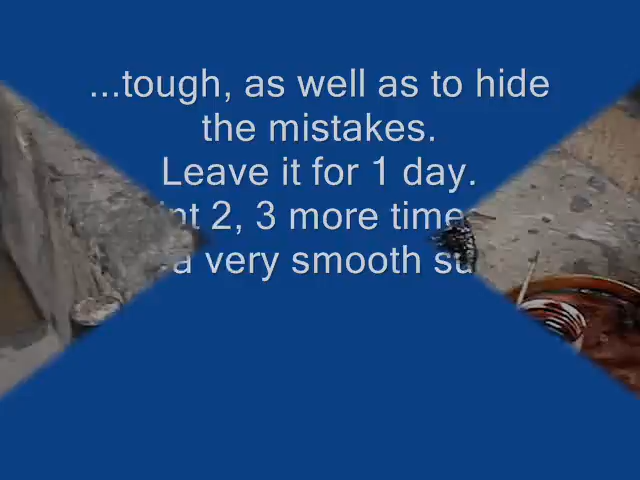 ...tough, as well as to hide
the mistakes.
Leave it for 1 day.
2, 3 more
a very smooth